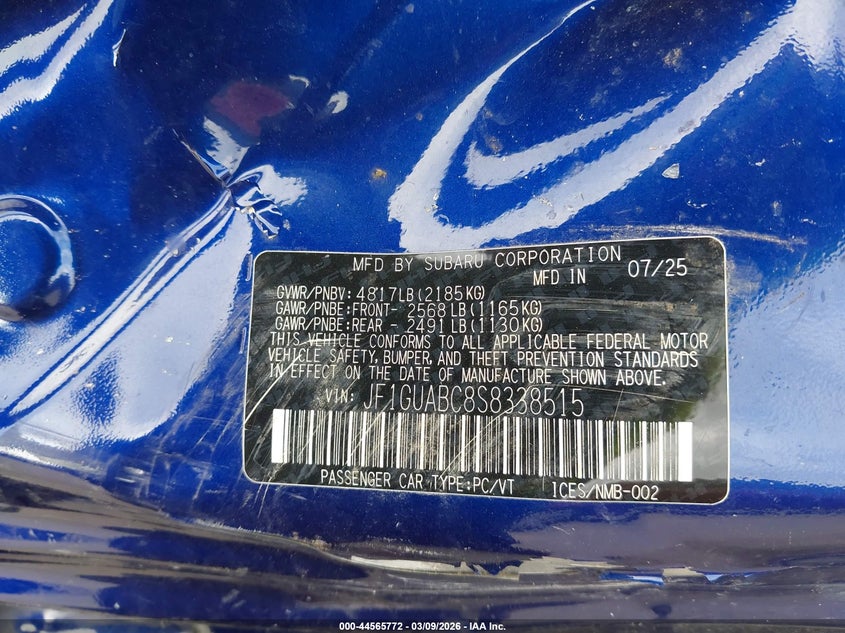 MFD BY SUBARU CORPORATION
MFD IN 07/25
GVWR/PNBV: 4817LB(2185KG)
GAWR/PNBE:FRONT- 2568LB(1165KG)
GAWR/PNBE:REAR - 2491LB(1130KG)
THIS VEHICLE CONFORMS TO ALL APPLICABLE FEDERAL MOTOR
VEHICLE SAFETY, BUMPER, AND THEFT PREVENTION STANDARDS
IN EFFECT ON THE DATE OF MANUFACTURE SHOWN ABOVE.
VIN: JF1GUABC8S8338515
PASSENGER CAR TYPE:PC/VT ICES/NMB-002
000-44565772 - 03/09/2026 - IAA Inc.